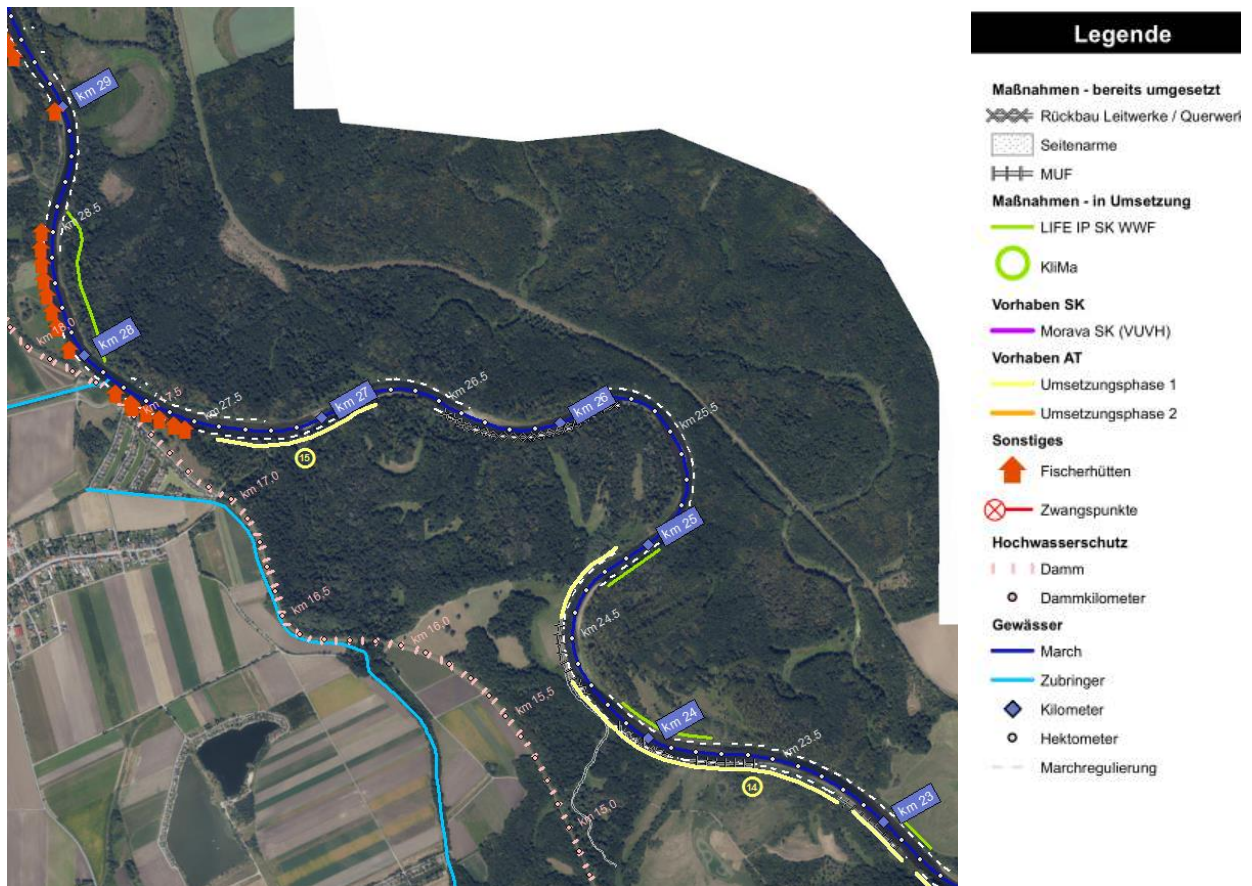 km 29
km 28.5
km 28
km 18.0
km 17.5
km 27.5
km 27
km 26.5
km 26
km 25.5
km 17.0
km 25
km 16.5
km 24.5
km 16.0
km 15.5
km 24
km 23.5
km 23
km 15.0
15
14
Legende
Maßnahmen - bereits umgesetzt
Rückbau Leitwerke / Querwerk
Seitenarme
MUF
Maßnahmen - in Umsetzung
LIFE IP SK WWF
KliMa
Vorhaben SK
Morava SK (VUVH)
Vorhaben AT
Umsetzungsphase 1
Umsetzungsphase 2
Sonstiges
Fischerhütten
Zwangspunkte
Hochwasserschutz
Damm
Dammkilometer
Gewässer
March
Zubringer
Kilometer
Hektometer
Marchregulierung